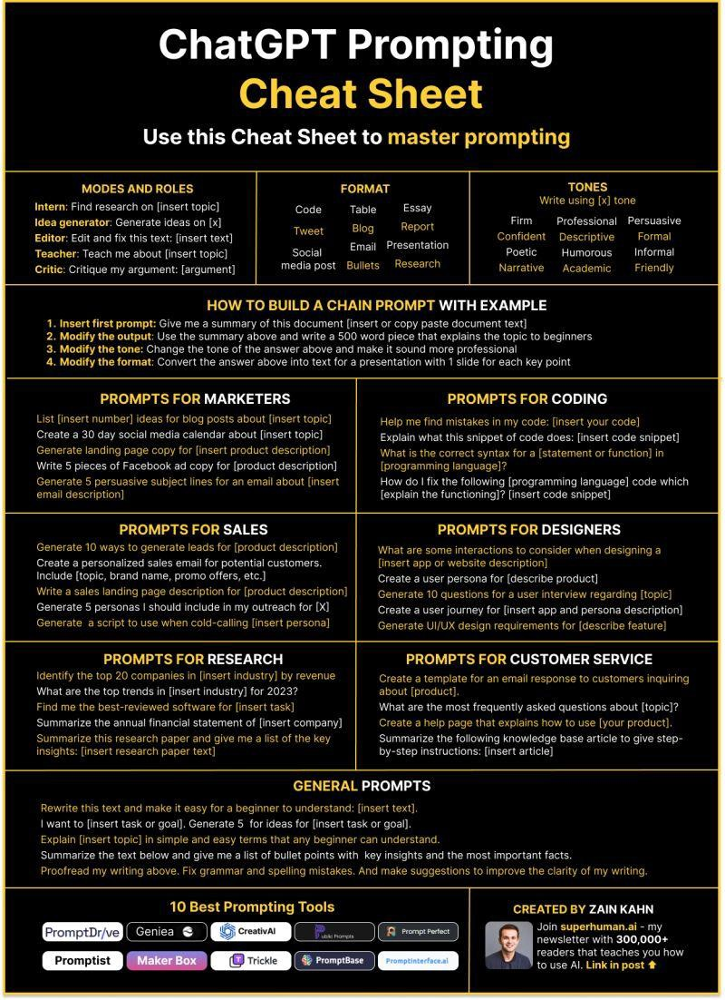 ChatGPT Prompting
Cheat Sheet
Use this Cheat Sheet to master prompting
MODES AND ROLES
Intern: Find research on [insert topic]
Idea generator: Generate ideas on [x]
Editor: Edit and fix this text: [insert text]
Teacher: Teach me about [insert topic]
Critic: Critique my argument: [argument]
FORMAT
Code Table Essay
Tweet Blog Report
Social media post Email Presentation
Bullets Research
TONES
Write using [x] tone
Firm Professional Persuasive
Confident Descriptive Formal
Poetic Humorous Informal
Narrative Academic Friendly
HOW TO BUILD A CHAIN PROMPT WITH EXAMPLE
1. Insert first prompt: Give me a summary of this document [insert or copy paste document text]
2. Modify the output: Use the summary above and write a 500 word piece that explains the topic to beginners
3. Modify the tone: Change the tone of the answer above and make it sound more professional
4. Modify the format: Convert the answer above into text for a presentation with 1 slide for each key point
PROMPTS FOR MARKETERS
List [insert number] ideas for blog posts about [insert topic]
Create a 30 day social media calendar about [insert topic]
Generate landing page copy for [insert product description]
Write 5 pieces of Facebook ad copy for [product description]
Generate 5 persuasive subject lines for an email about [insert
email description]
PROMPTS FOR CODING
Help me find mistakes in my code: [insert your code]
Explain what this snippet of code does: [insert code snippet]
What is the correct syntax for a [statement or function] in
[programming language]?
How do I fix the following [programming language] code which
[explain the functioning]? [insert code snippet]
PROMPTS FOR SALES
Generate 10 ways to generate leads for [product description]
Create a personalized sales email for potential customers.
Include [topic, brand name, promo offers, etc.]
Write a sales landing page description for [product description]
Generate 5 personas I should include in my outreach for [X]
Generate a script to use when cold-calling [insert persona]
PROMPTS FOR DESIGNERS
What are some interactions to consider when designing a
[insert app or website description]
Create a user persona for [describe product]
Generate 10 questions for a user interview regarding [topic]
Create a user journey for [insert app and persona description]
Generate UI/UX design requirements for [describe feature]
PROMPTS FOR RESEARCH
Identify the top 20 companies in [insert industry] by revenue
What are the top trends in [insert industry] for 2023?
Find me the best-reviewed software for [insert task]
Summarize the annual financial statement of [insert company]
Summarize this research paper and give me a list of the key
insights: [insert research paper text]
PROMPTS FOR CUSTOMER SERVICE
Create a template for an email response to customers inquiring
about [product].
What are the most frequently asked questions about [topic]?
Create a help page that explains how to use [your product].
Summarize the following knowledge base article to give step-
by-step instructions: [insert article]
GENERAL PROMPTS
Rewrite this text and make it easy for a beginner to understand: [insert text].
I want to [insert task or goal]. Generate 5 for ideas for [insert task or goal].
Explain [insert topic] in simple and easy terms that any beginner can understand.
Summarize the text below and give me a list of bullet points with key insights and the most important facts.
Proofread my writing above. Fix grammar and spelling mistakes. And make suggestions to improve the clarity of my writing.
10 Best Prompting Tools
PromptDr/ve Geniea CreativAI Public Prompts Prompt Perfect
Promptist Maker Box Trickle PromptBase Promptinterface.ai
CREATED BY ZAIN KAHN
Join superhuman.ai - my
newsletter with 300,000+
readers that teaches you how
to use AI. Link in post